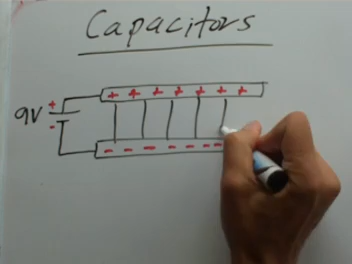 Capacitors
+ + + + + + +
9V + -
- - - - - - -